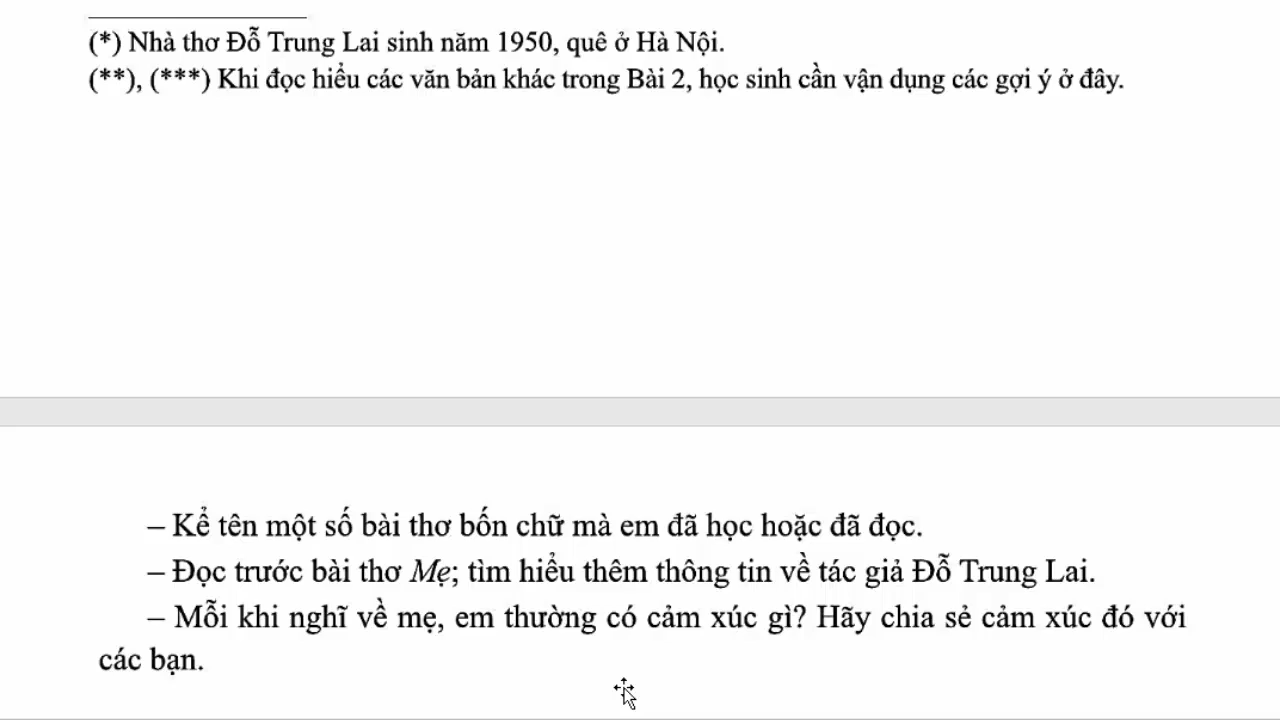 (*) Nhà thơ Đỗ Trung Lai sinh năm 1950, quê ở Hà Nội.
(**), (***) Khi đọc hiểu các văn bản khác trong Bài 2, học sinh cần vận dụng các gợi ý ở đây.
– Kể tên một số bài thơ bốn chữ mà em đã học hoặc đã đọc.
– Đọc trước bài thơ Mẹ; tìm hiểu thêm thông tin về tác giả Đỗ Trung Lai.
– Mỗi khi nghĩ về mẹ, em thường có cảm xúc gì? Hãy chia sẻ cảm xúc đó với
các bạn.